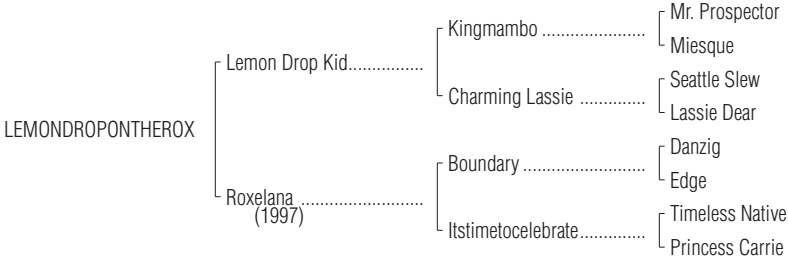 Mr. Prospector
Kingmambo ......................
Miesque
Lemon Drop Kid................
Seattle Slew
Charming Lassie ..............
Lassie Dear
LEMONDROPONTHEROX
Danzig
Boundary ..........................
Edge
Roxelana ..........................
(1997)
Timeless Native
Itstimetocelebrate..............
Princess Carrie